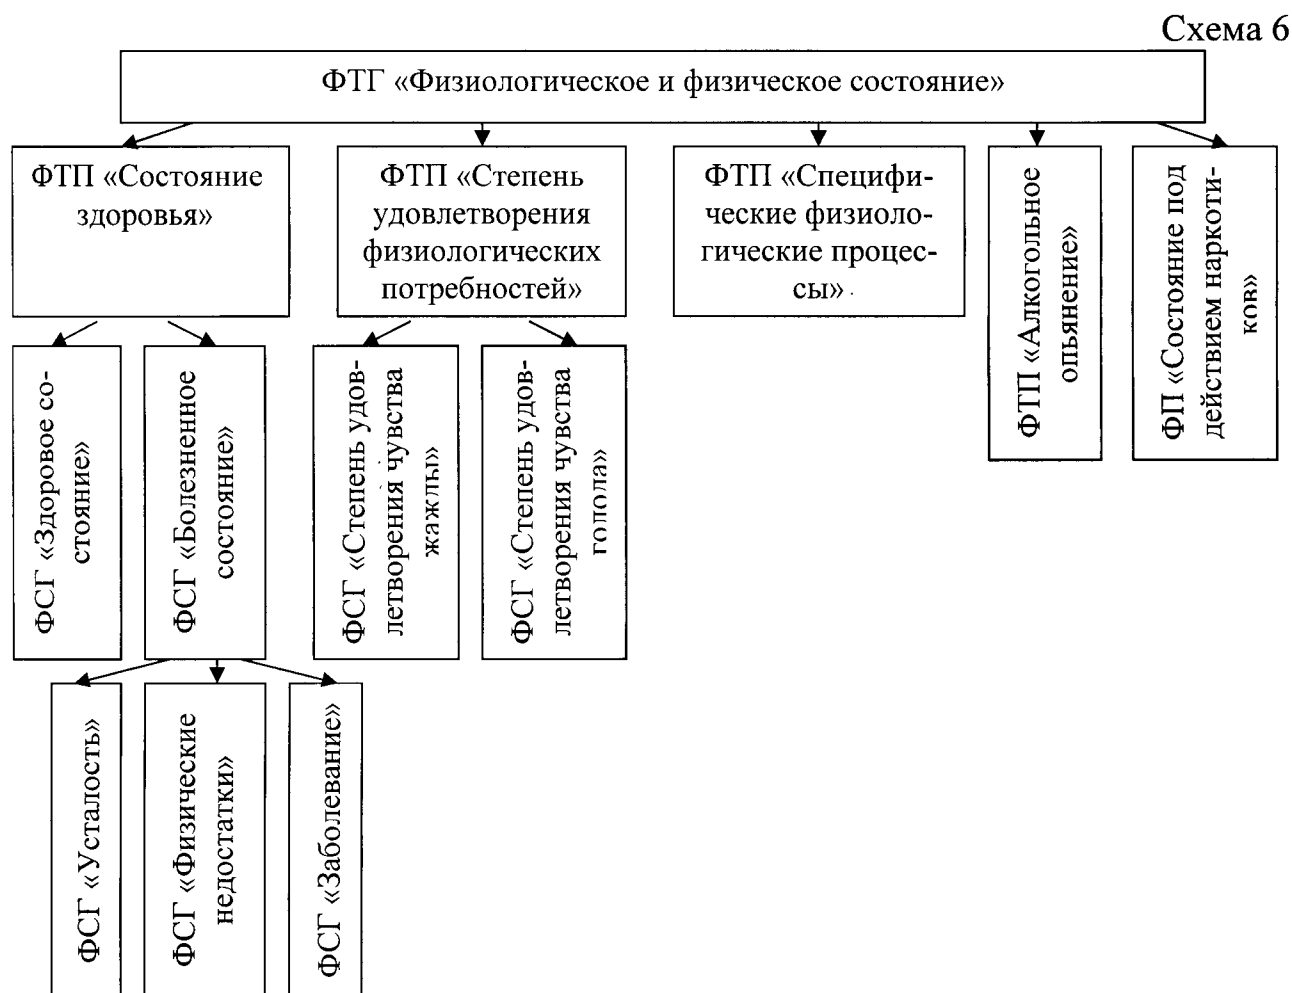 Схема 6
ФТГ «Физиологическое и физическое состояние»
ФТП «Состояние
здоровья»
ФТП «Степень
удовлетворения
физиологических
потребностей»
ФТП «Специфи-
ческие физиоло-
гические процес-
сы»
ФТП «Алкогольное
опьянение»
ФП «Состояние под
действием наркоти-
ков»
ФСГ «Здоровое со-
стояние»
ФСГ «Болезненное
состояние»
ФСГ «Степень удов-
летворения чувства
жажды»
ФСГ «Степень удов-
летворения чувства
голода»
ФСГ «Усталость»
ФСГ «Физические
недостатки»
ФСГ «Заболевание»